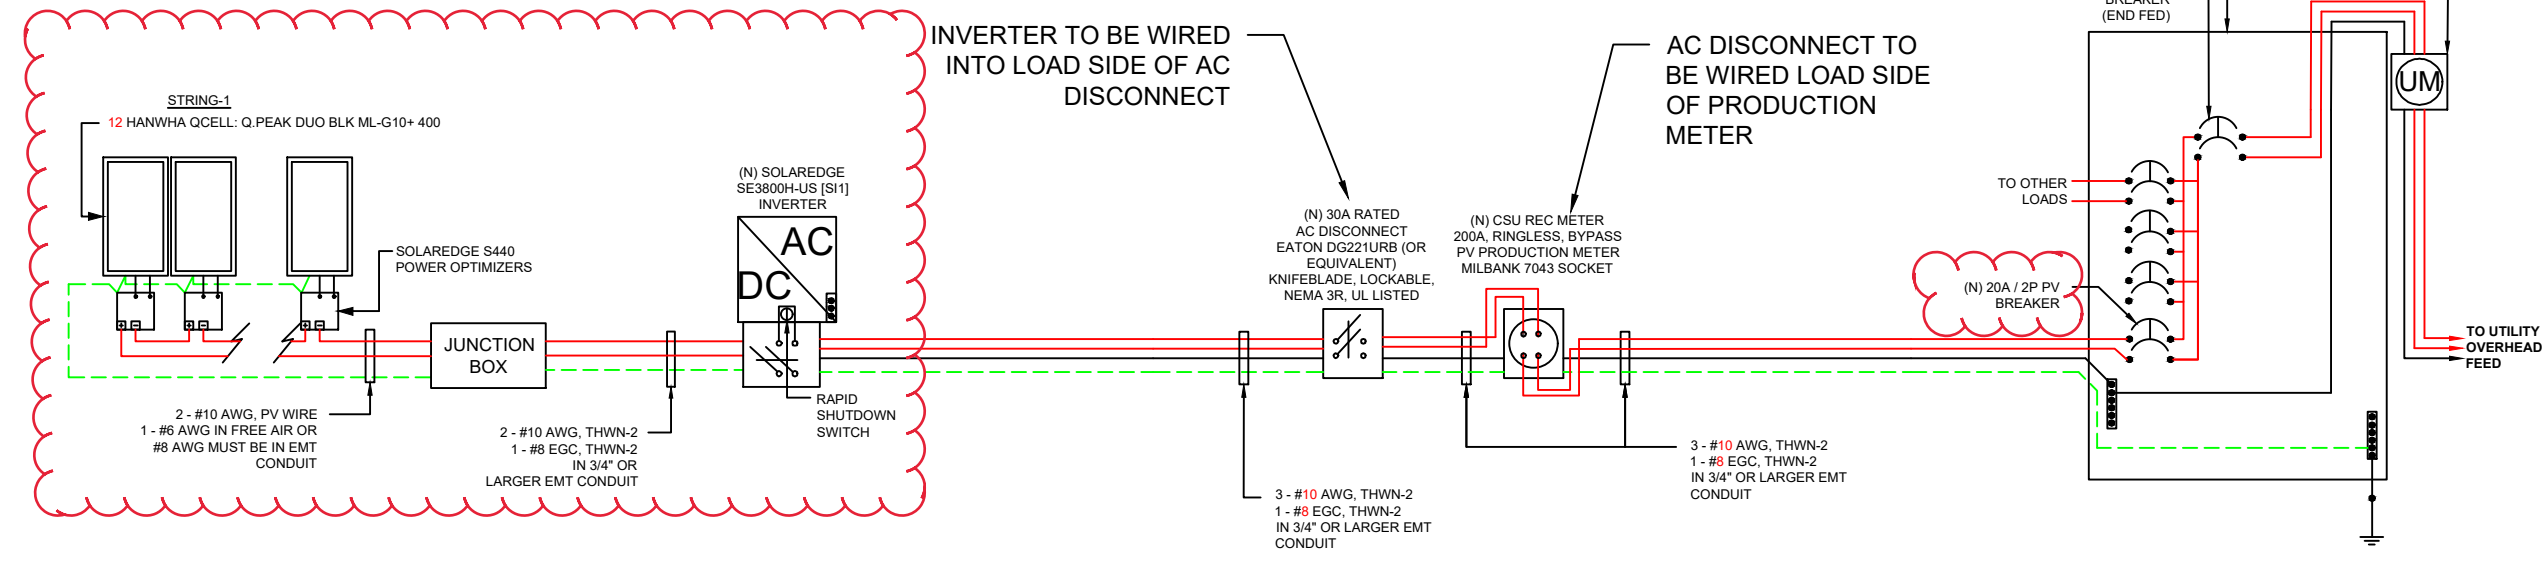 STRING-1
12 HANWHA QCELL: Q.PEAK DUO BLK ML-G10+ 400
SOLAREDGE S440
POWER OPTIMIZERS
2 - #10 AWG, PV WIRE
1 - #6 AWG IN FREE AIR OR
#8 AWG MUST BE IN EMT
CONDUIT
JUNCTION
BOX
2 - #10 AWG, THWN-2
1 - #8 EGC, THWN-2
IN 3/4" OR
LARGER EMT CONDUIT
(N) SOLAREDGE
SE3800H-US [SI1]
INVERTER
AC
DC
RAPID
SHUTDOWN
SWITCH
INVERTER TO BE WIRED
INTO LOAD SIDE OF AC
DISCONNECT
(N) 30A RATED
AC DISCONNECT
EATON DG221URB (OR
EQUIVALENT)
KNIFEBLADE, LOCKABLE,
NEMA 3R, UL LISTED
3 - #10 AWG, THWN-2
1 - #8 EGC, THWN-2
IN 3/4" OR LARGER EMT
CONDUIT
AC DISCONNECT TO
BE WIRED LOAD SIDE
OF PRODUCTION
METER
(N) CSU REC METER
200A, RINGLESS, BYPASS
PV PRODUCTION METER
MILBANK 7043 SOCKET
3 - #10 AWG, THWN-2
1 - #8 EGC, THWN-2
IN 3/4" OR LARGER EMT
CONDUIT
BREAKER
(END FED)
TO OTHER
LOADS
(N) 20A / 2P PV
BREAKER
UM
TO UTILITY
OVERHEAD
FEED